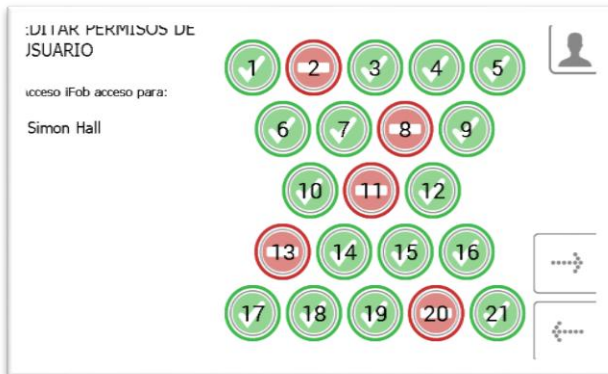 :DITAR PERMISOS DE
JSUARIO
acceso iFob acceso para:
Simon Hall
1 2 3 4 5
6 7 8 9
10 11 12
13 14 15 16
17 18 19 20 21